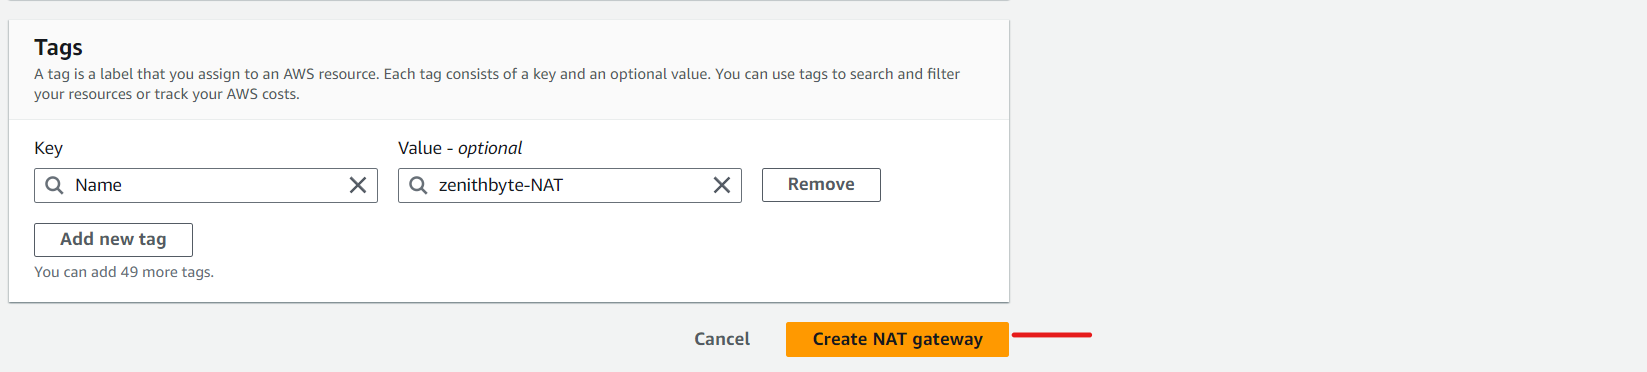 Tags
A tag is a label that you assign to an AWS resource. Each tag consists of a key and an optional value. You can use tags to search and filter
your resources or track your AWS costs.
Key
Value - optional
Name
zenithbyte-NAT
Remove
Add new tag
You can add 49 more tags.
Cancel
Create NAT gateway